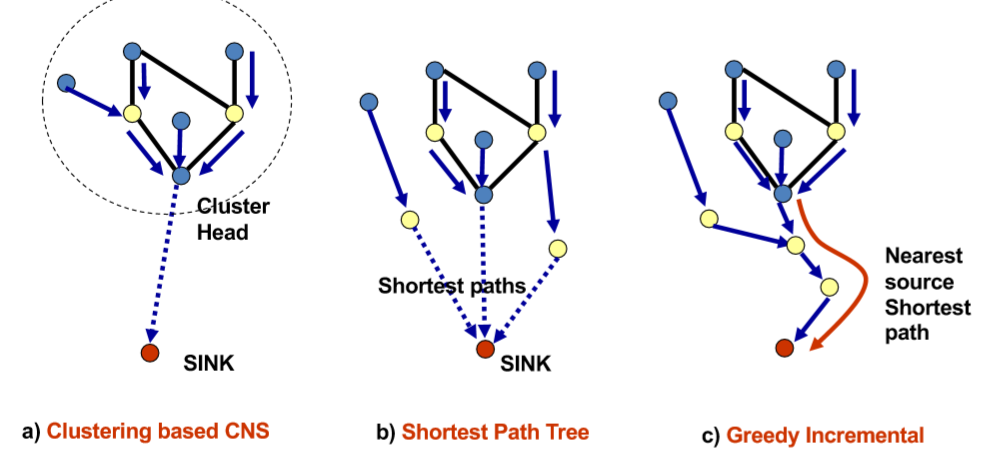 Cluster
Head
SINK
a) Clustering based CNS
Shortest paths
SINK
b) Shortest Path Tree
Nearest
source
Shortest
path
c) Greedy Incremental